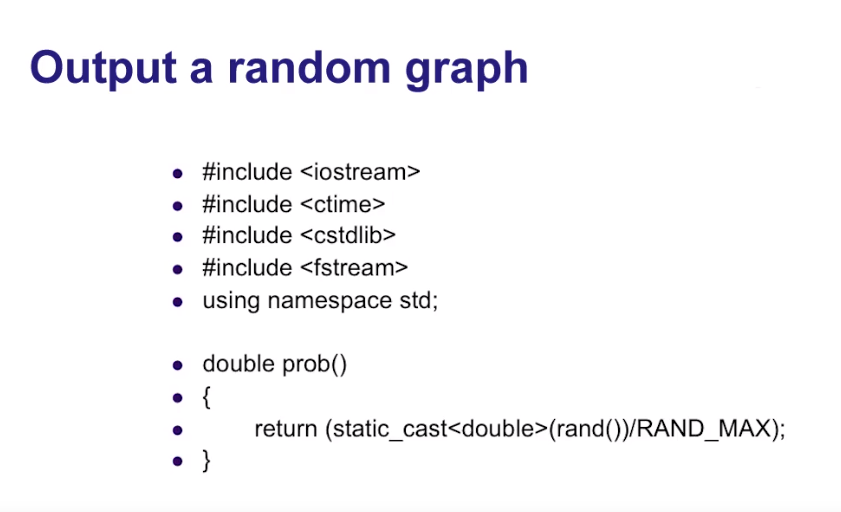 Output a random graph
• #include <iostream>
• #include <ctime>
• #include <cstdlib>
• #include <fstream>
• using namespace std;
• double prob()
• {
• return (static_cast<double>(rand())/RAND_MAX);
• }